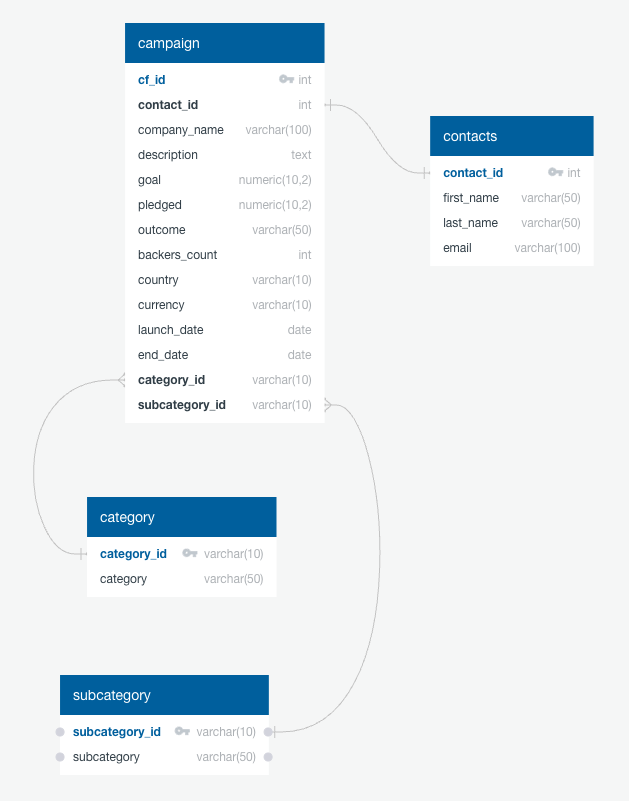 campaign
cf_id int
contact_id int
company_name varchar(100)
description text
goal numeric(10,2)
pledged numeric(10,2)
outcome varchar(50)
backers_count int
country varchar(10)
currency varchar(10)
launch_date date
end_date date
category_id varchar(10)
subcategory_id varchar(10)
contacts
contact_id int
first_name varchar(50)
last_name varchar(50)
email varchar(100)
category
category_id varchar(10)
category varchar(50)
subcategory
subcategory_id varchar(10)
subcategory varchar(50)